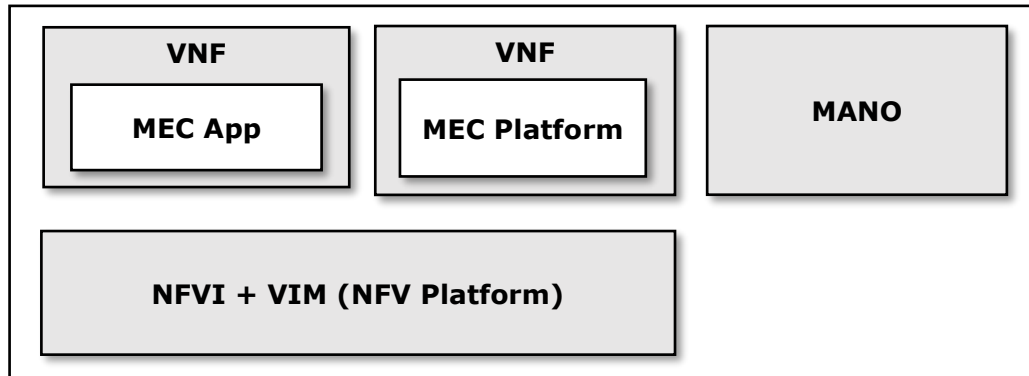 VNF
MEC App
VNF
MEC Platform
MANO
NFVI + VIM (NFV Platform)